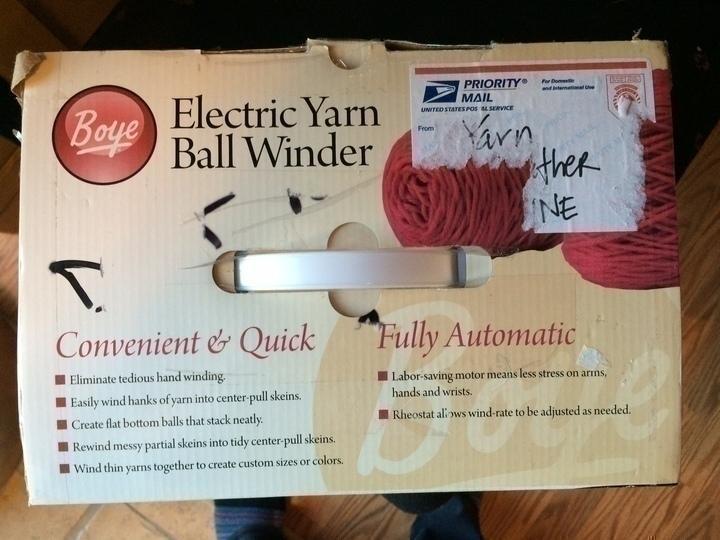 Boye
Electric Yarn
Ball Winder
PRIORITY®
MAIL
UNITED STATES POSTAL SERVICE
For Domestic
and International Use
From
Yarn
ther
NE
Convenient & Quick
Eliminate tedious hand winding.
Easily wind hanks of yarn into center-pull skeins.
Create flat bottom balls that stack neatly.
Rewind messy partial skeins into tidy center-pull skeins.
Wind thin yarns together to create custom sizes or colors.
Fully Automatic
Labor-saving motor means less stress on arms,
hands and wrists.
Rheostat allows wind-rate to be adjusted as needed.
Boye